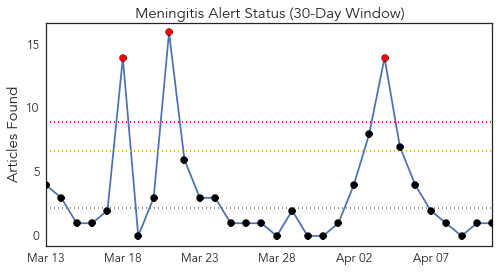 Meningitis Alert Status (30-Day Window)
Articles Found
15
10
5
0
Mar 13 Mar 18 Mar 23 Mar 28 Apr 02 Apr 07